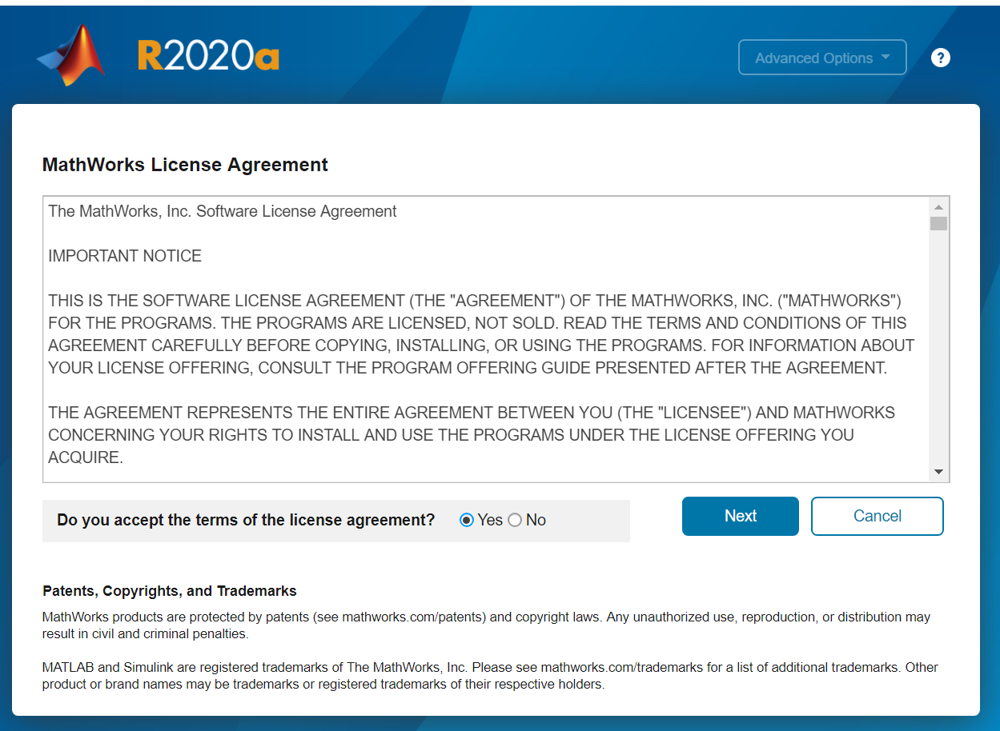 R2020a
Advanced Options
?
MathWorks License Agreement
The MathWorks, Inc. Software License Agreement
IMPORTANT NOTICE
THIS IS THE SOFTWARE LICENSE AGREEMENT (THE "AGREEMENT") OF THE MATHWORKS, INC. ("MATHWORKS")
FOR THE PROGRAMS. THE PROGRAMS ARE LICENSED, NOT SOLD. READ THE TERMS AND CONDITIONS OF THIS
AGREEMENT CAREFULLY BEFORE COPYING, INSTALLING, OR USING THE PROGRAMS. FOR INFORMATION ABOUT
YOUR LICENSE OFFERING, CONSULT THE PROGRAM OFFERING GUIDE PRESENTED AFTER THE AGREEMENT.
THE AGREEMENT REPRESENTS THE ENTIRE AGREEMENT BETWEEN YOU (THE "LICENSEE") AND MATHWORKS
CONCERNING YOUR RIGHTS TO INSTALL AND USE THE PROGRAMS UNDER THE LICENSE OFFERING YOU
ACQUIRE.
Do you accept the terms of the license agreement? Yes No
Next
Cancel
Patents, Copyrights, and Trademarks
MathWorks products are protected by patents (see mathworks.com/patents) and copyright laws. Any unauthorized use, reproduction, or distribution may
result in civil and criminal penalties.
MATLAB and Simulink are registered trademarks of The MathWorks, Inc. Please see mathworks.com/trademarks for a list of additional trademarks. Other
product or brand names may be trademarks or registered trademarks of their respective holders.